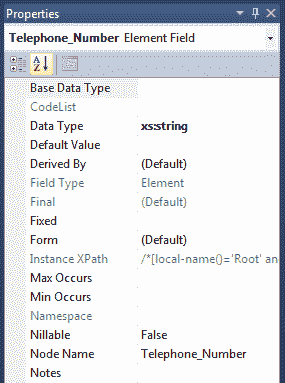 Properties
Telephone_Number Element Field
Base Data Type
CodeList
Data Type xs:string
Default Value
Derived By (Default)
Field Type Element
Final (Default)
Fixed
Form (Default)
Instance XPath /*[local-name()='Root' an
Max Occurs
Min Occurs
Namespace
Nillable False
Node Name Telephone_Number
Notes